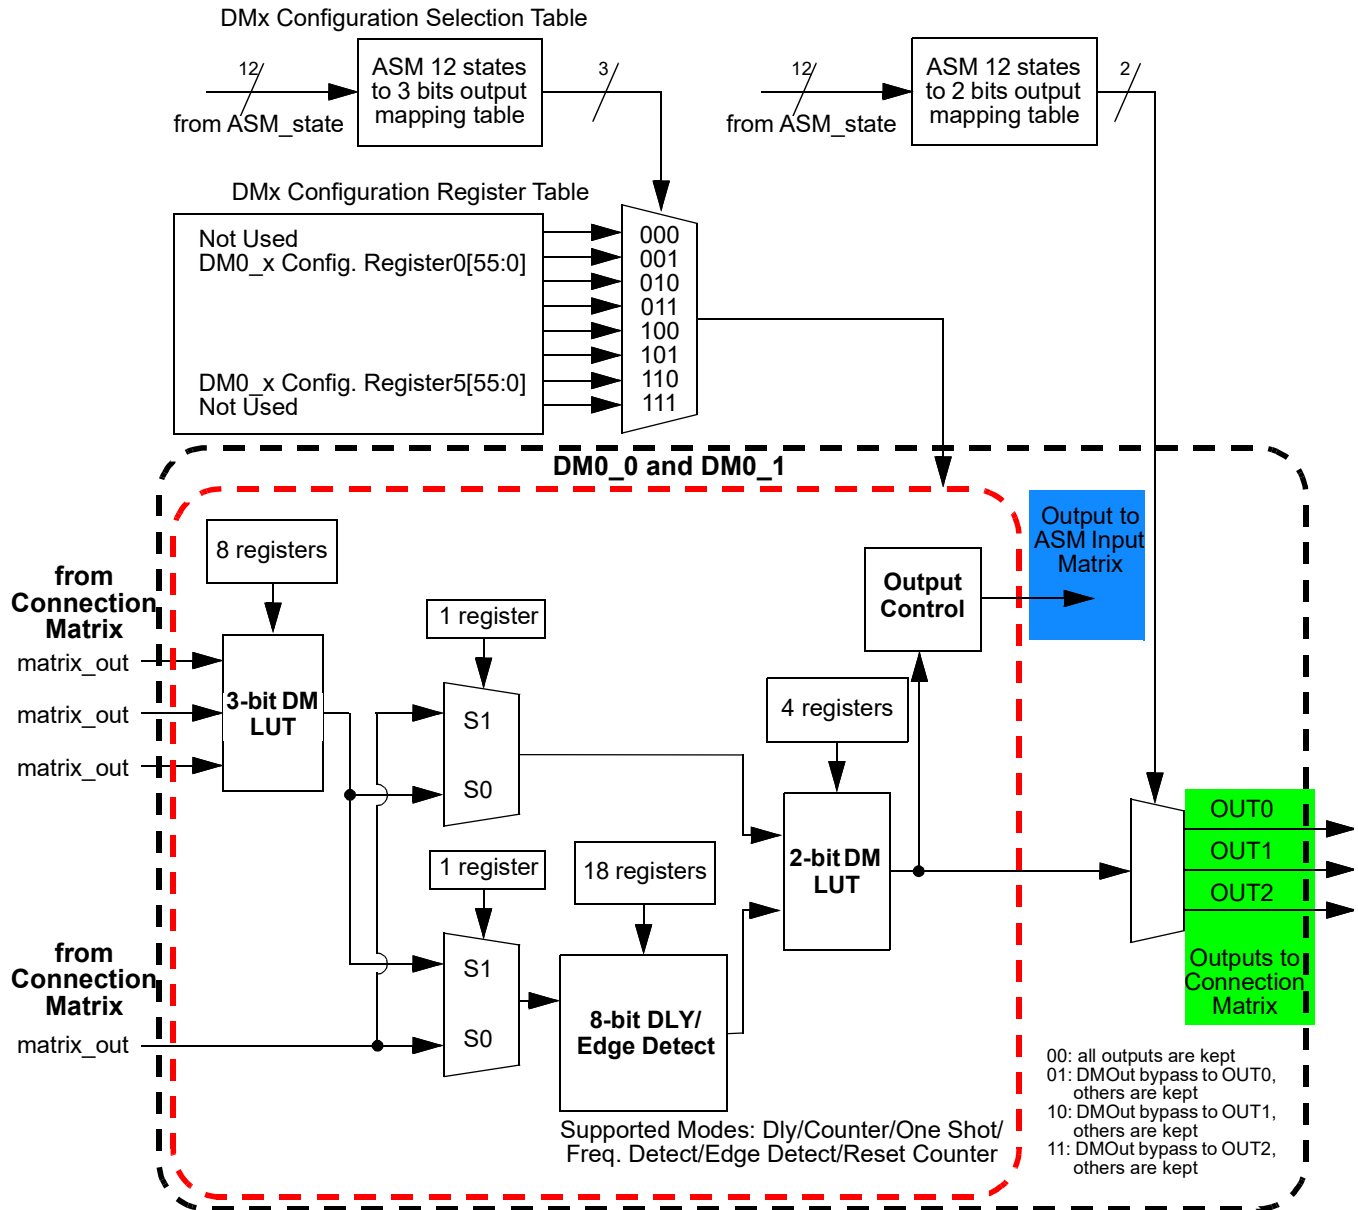 DMx Configuration Selection Table
12
ASM 12 states
to 3 bits output
mapping table
3
from ASM_state
12
ASM 12 states
to 2 bits output
mapping table
2
from ASM_state
DMx Configuration Register Table
Not Used
DM0_x Config. Register0[55:0]
DM0_x Config. Register5[55:0]
Not Used
000
001
010
011
100
101
110
111
DM0_0 and DM0_1
8 registers
from
Connection
Matrix
matrix_out
matrix_out
matrix_out
3-bit DM
LUT
1 register
S1
S0
Output
Control
Output to
ASM Input
Matrix
4 registers
2-bit DM
LUT
1 register
18 registers
S1
S0
8-bit DLY/
Edge Detect
from
Connection
Matrix
matrix_out
OUT0
OUT1
OUT2
Outputs to
Connection
Matrix
00: all outputs are kept
01: DMOut bypass to OUT0,
others are kept
10: DMOut bypass to OUT1,
others are kept
11: DMOut bypass to OUT2,
others are kept
Supported Modes: Dly/Counter/One Shot/
Freq. Detect/Edge Detect/Reset Counter